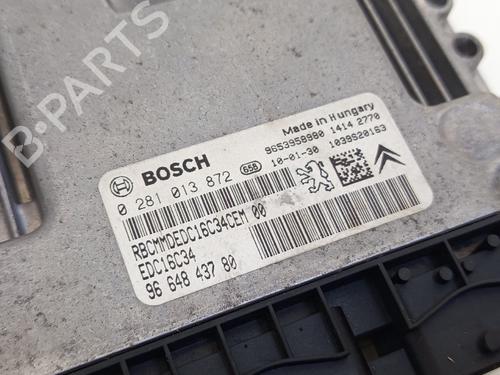 B-PARTS
Made in Hungary
9653958980 1414 2770
BOSCH 658 10-01-30 1039S20163
0 281 013 872
RBCMMDEDC16C34CEM 00
EDC16C34
96 648 437 80